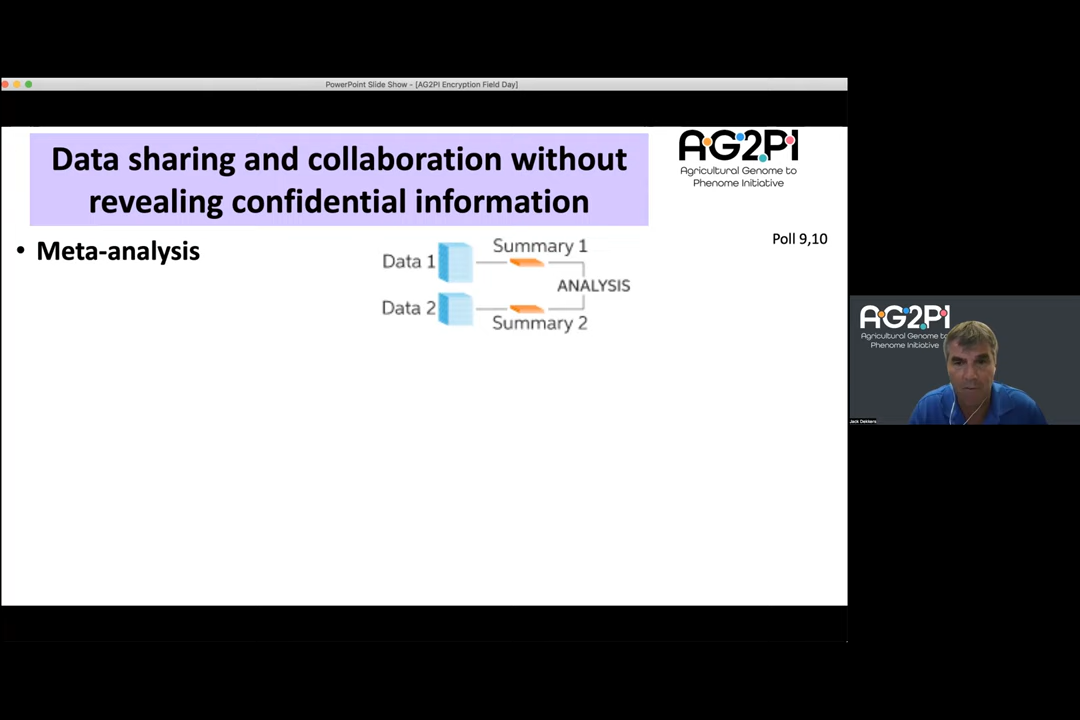 PowerPoint Slide Show - [AG2PI Encryption Field Day]
Data sharing and collaboration without
revealing confidential information
AG2PI
Agricultural Genome to
Phenome Initiative
• Meta-analysis
Data 1
Summary 1
ANALYSIS
Data 2
Summary 2
Poll 9,10
AG2PI
Agricultural Genome to
Phenome Initiative
Jack Dekkers